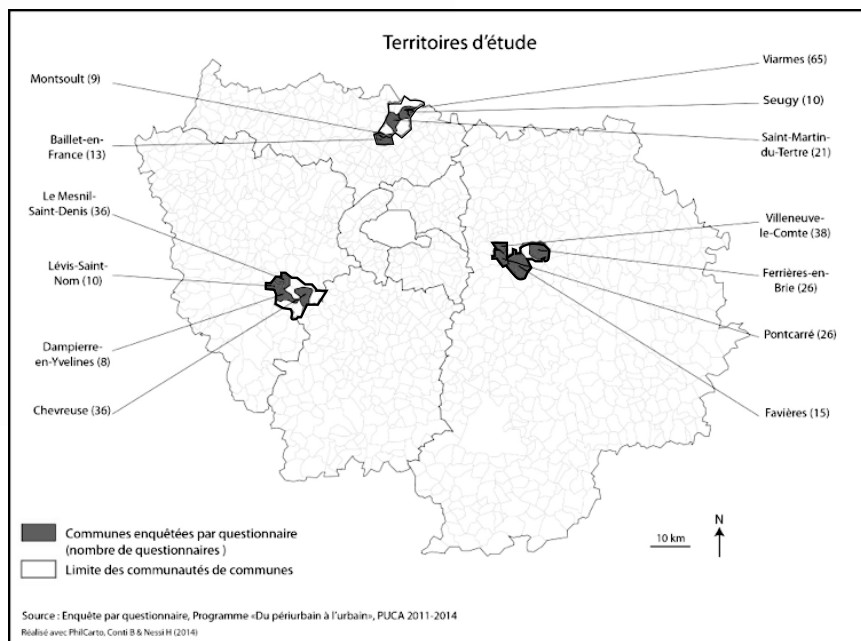 Territoires d'étude
Montsoult (9)
Baillet-en-
France (13)
Le Mesnil-
Saint-Denis (36)
Lévis-Saint-
Nom (10)
Dampierre-
en-Yvelines (8)
Chevreuse (36)
Viarmes (65)
Seugy (10)
Saint-Martin-
du-Tertre (21)
Villeneuve-
le-Comte (38)
Ferrières-en-
Brie (26)
Pontcarré (26)
Favières (15)
Communes enquêtées par questionnaire
(nombre de questionnaires )
Limite des communautés de communes
10 km
N
Source : Enquête par questionnaire, Programme «Du périurbain à l'urbain», PUCA 2011-2014
Réalisé avec PhilCarto, Conti B & Nessi H (2014)